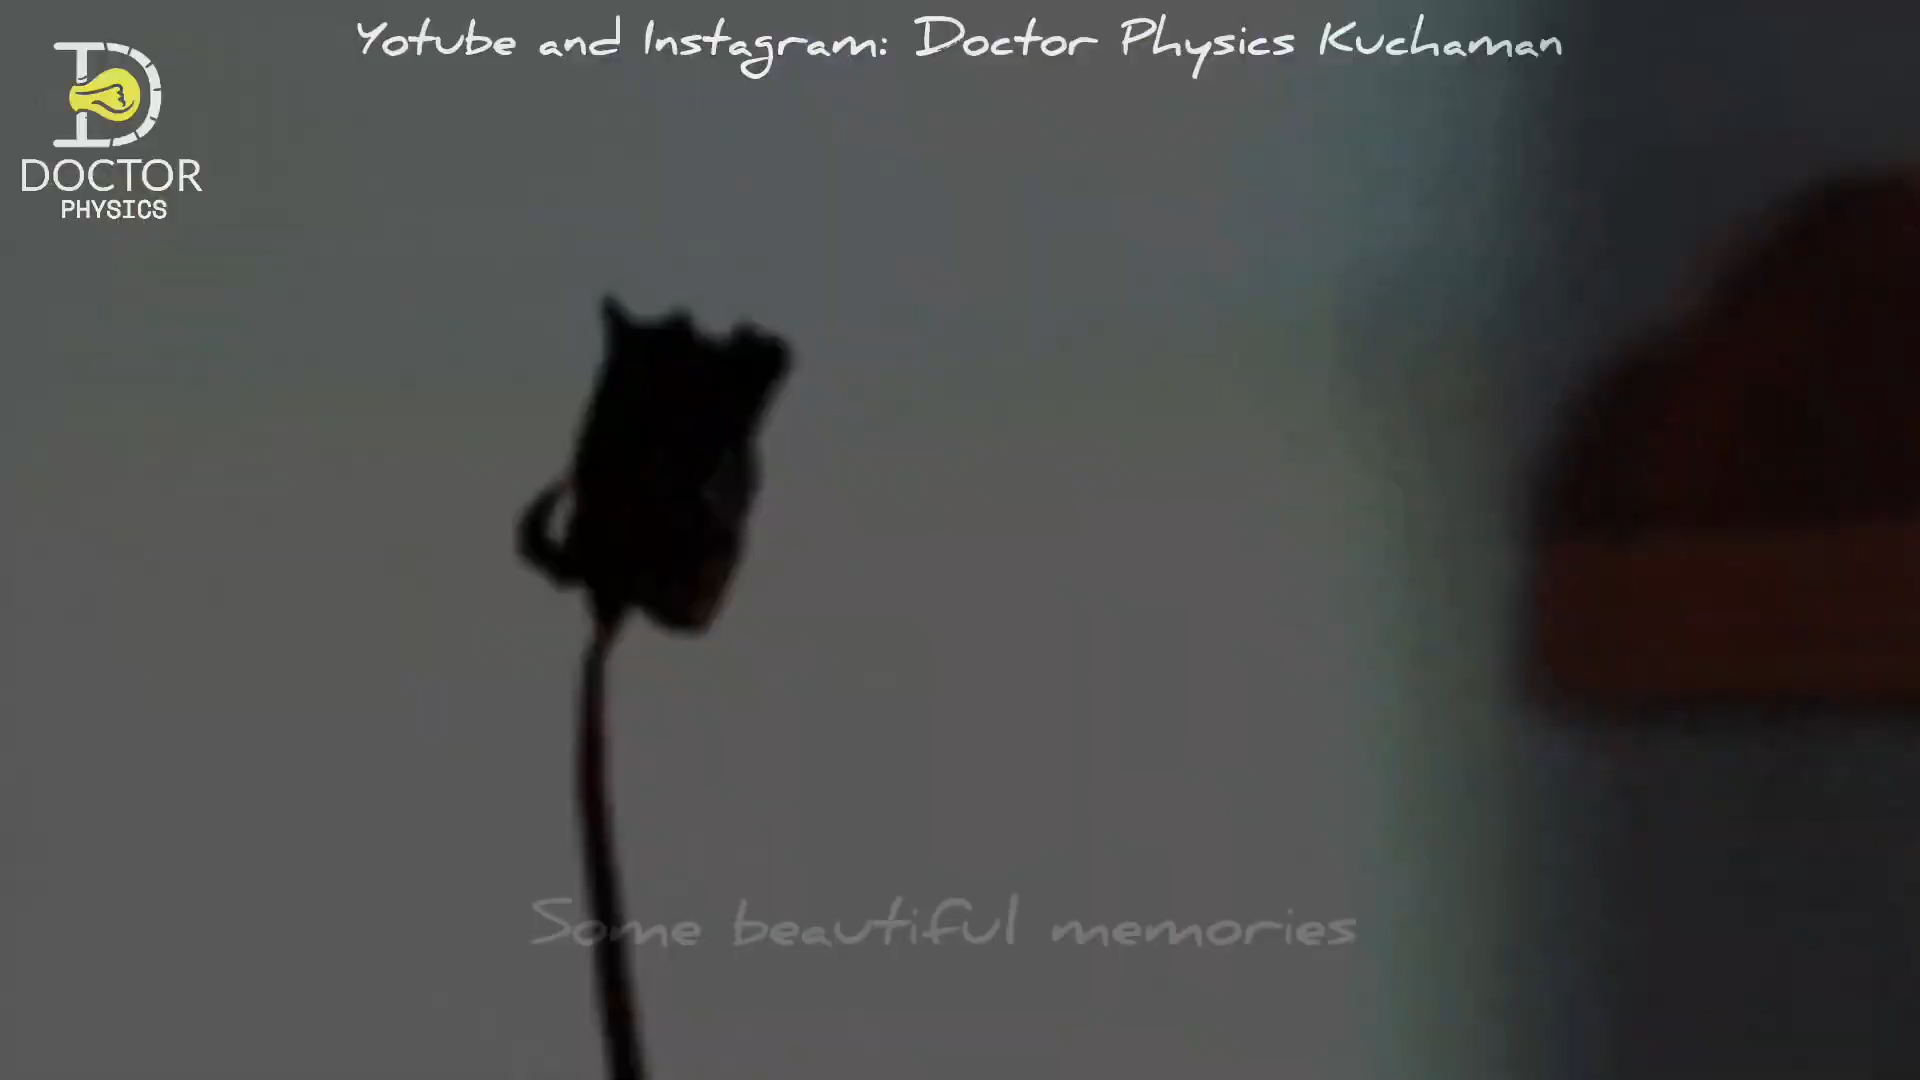 Yotube and Instagram: Doctor Physics Kuchaman
DOCTOR
PHYSICS
Some beautiful memories